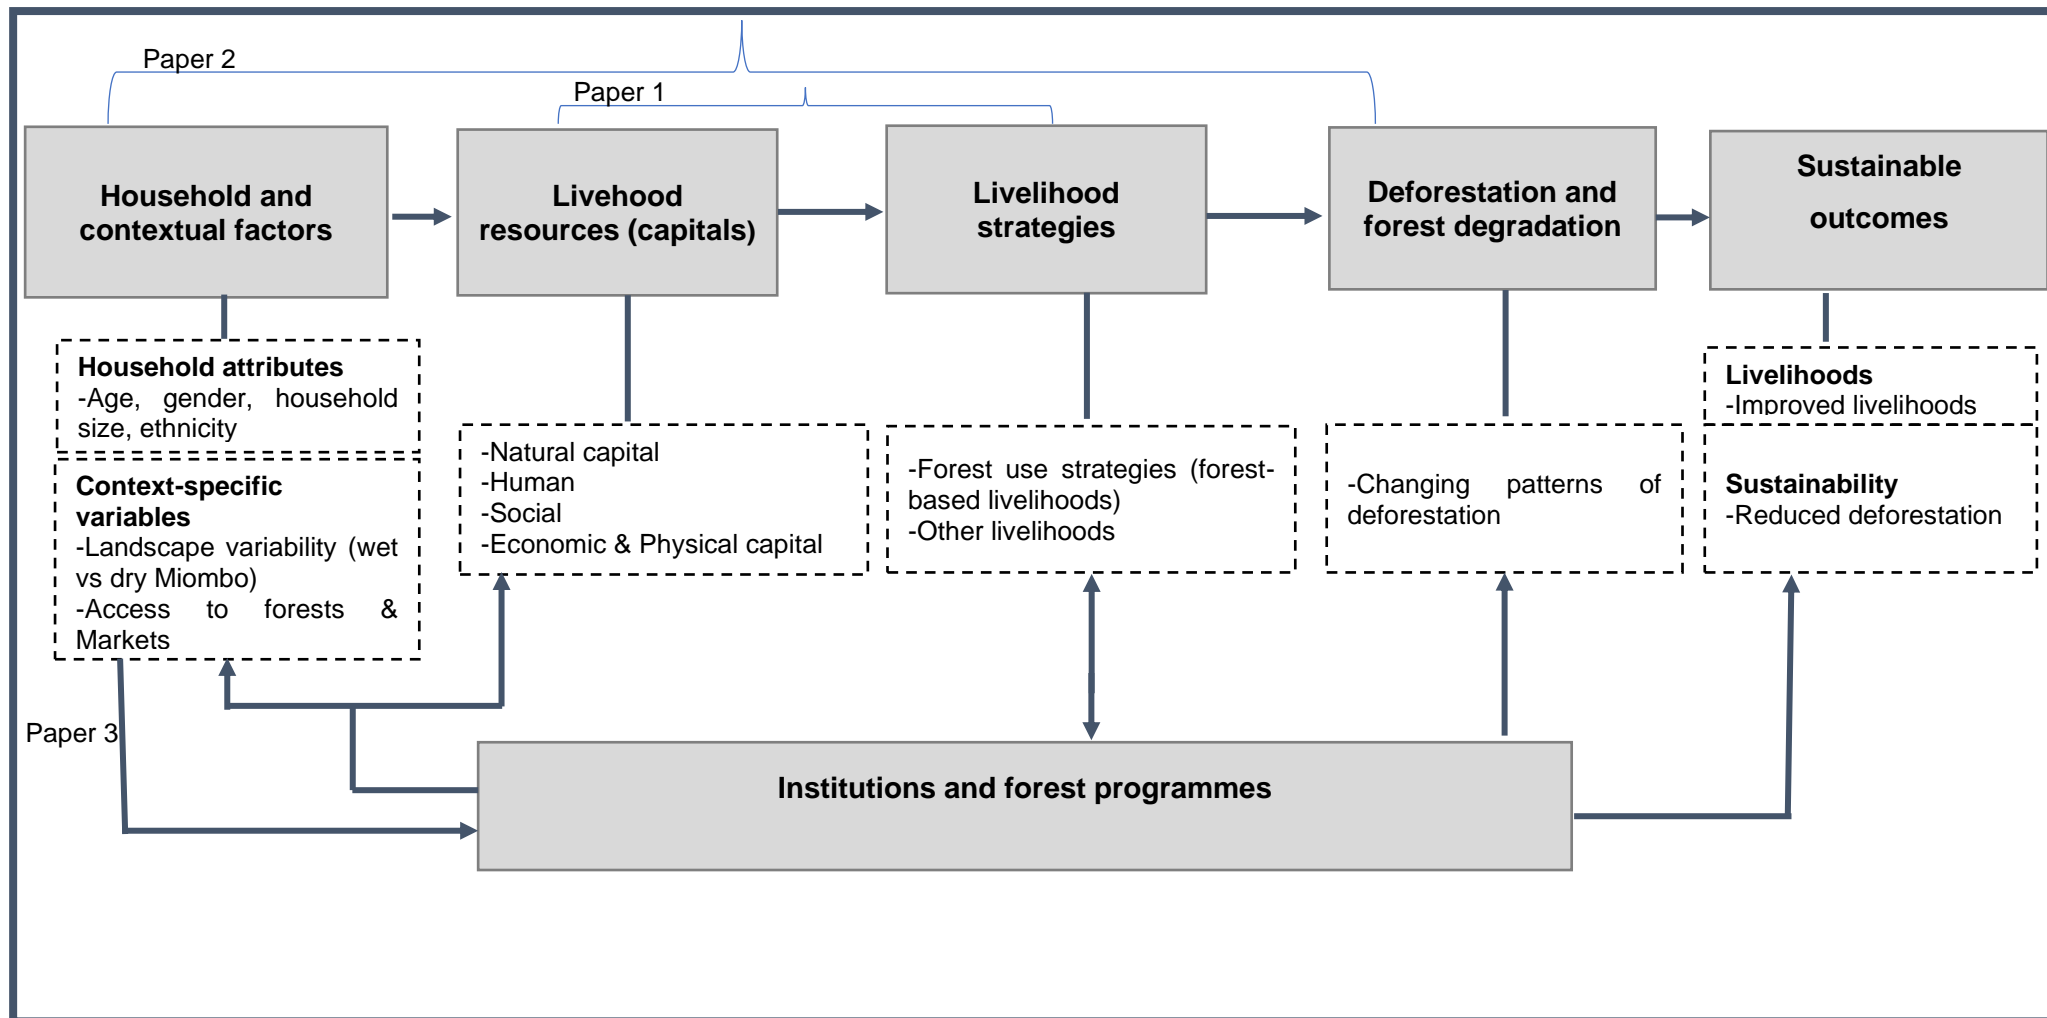 Paper 2
Paper 1
Household and
contextual factors
Livehood
resources (capitals)
Livelihood
strategies
Deforestation and
forest degradation
Sustainable
outcomes
Household attributes
-Age, gender, household
size, ethnicity
Context-specific
variables
-Landscape variability (wet
vs dry Miombo)
-Access to forests &
Markets
-Natural capital
-Human
-Social
-Economic & Physical capital
-Forest use strategies (forest-
based livelihoods)
-Other livelihoods
-Changing patterns of
deforestation
Livelihoods
-Improved livelihoods
Sustainability
-Reduced deforestation
Paper 3
Institutions and forest programmes